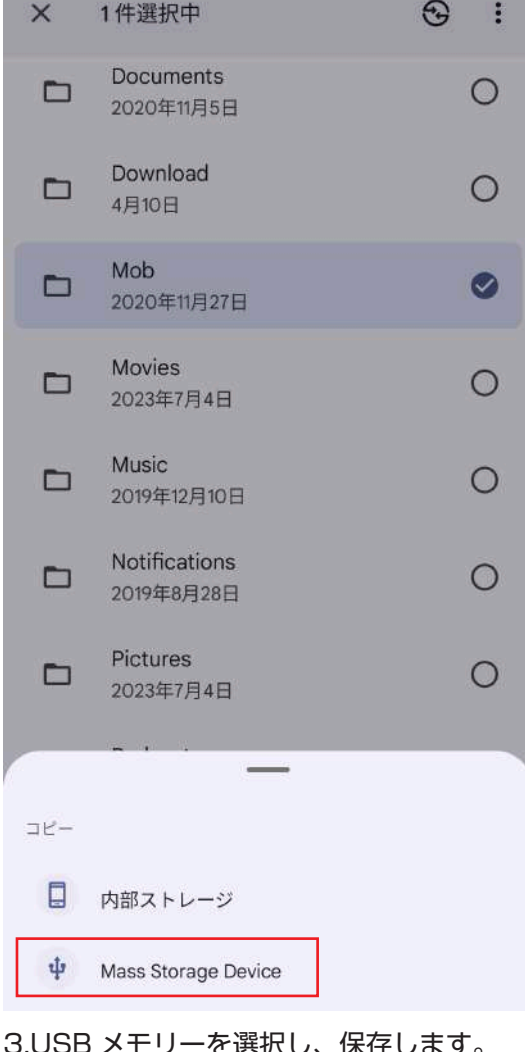 1件選択中
Documents
2020年11月5日
Download
4月10日
Mob
2020年11月27日
Movies
2023年7月4日
Music
2019年12月10日
Notifications
2019年8月28日
Pictures
2023年7月4日
コピー
内部ストレージ
Mass Storage Device
3.USB メモリーを選択し、保存します。